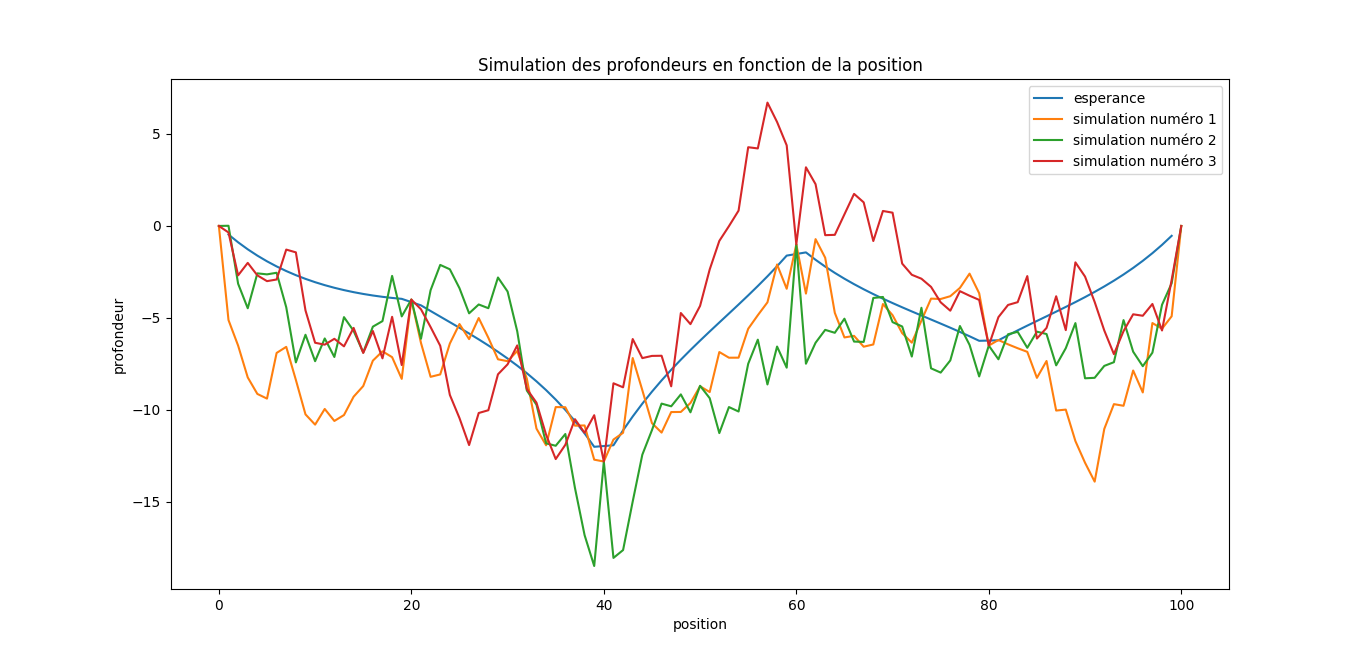 Simulation des profondeurs en fonction de la position
esperance
simulation numéro 1
simulation numéro 2
simulation numéro 3
profondeur
5
0
−5
−10
−15
0 20 40 60 80 100
position